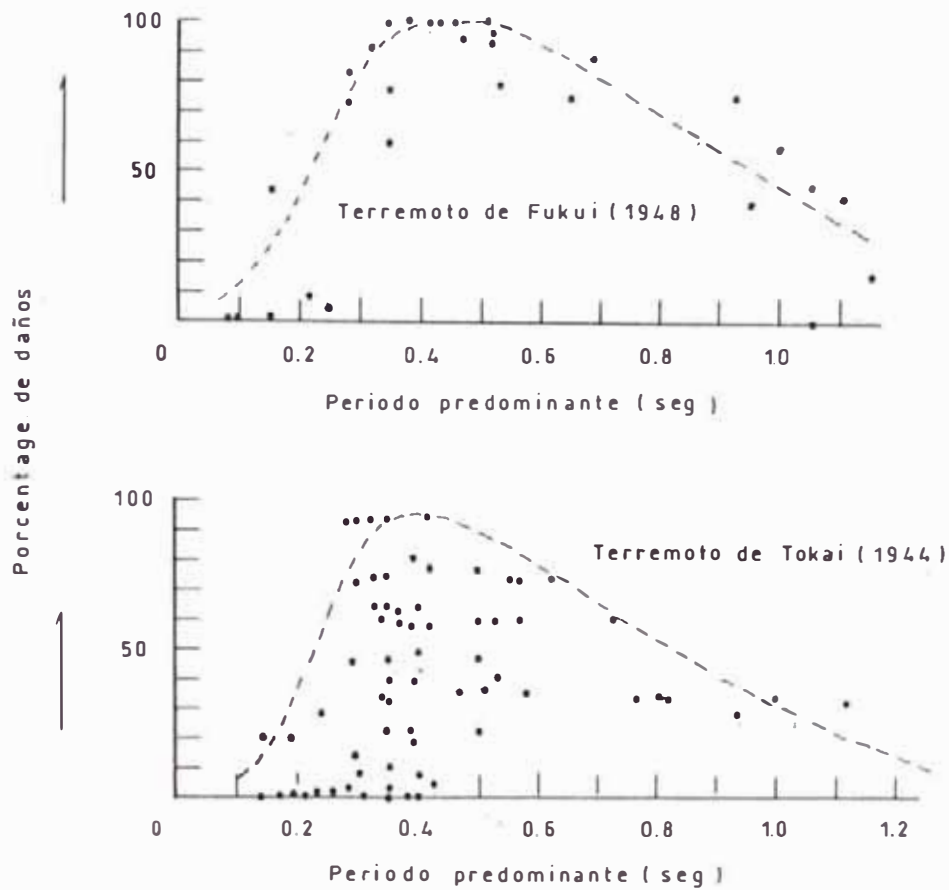 Porcentage de daños
100
50
Terremoto de Fukui (1948)
0 0.2 0.4 0.6 0.8 1.0
Periodo predominante ( seg )
100
Terremoto de Tokai (1944)
50
0 0.2 0.4 0.6 0.8 1.0 1.2
Periodo predominante ( seg )